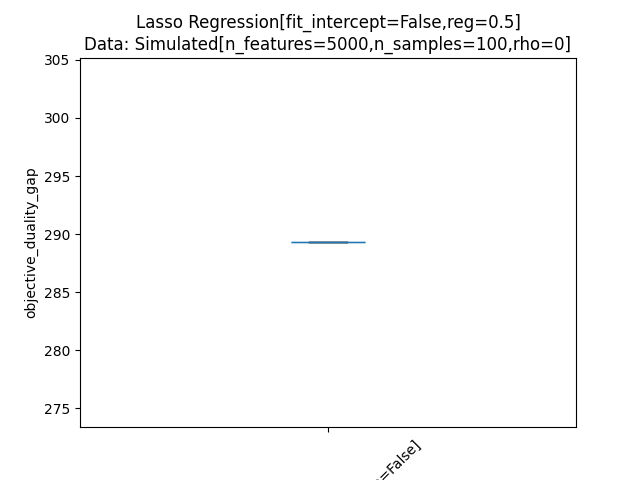 Lasso Regression[fit_intercept=False,reg=0.5]
Data: Simulated[n_features=5000,n_samples=100,rho=0]
305
300
295
290
285
280
275
objective_duality_gap
=False]